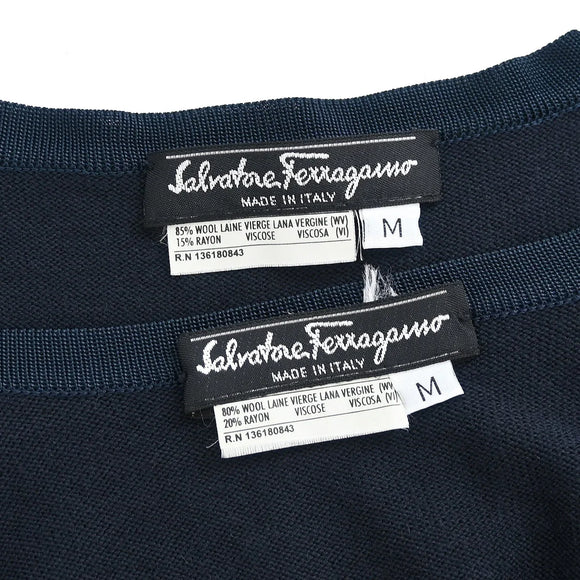 Salvatore Ferragamo
MADE IN ITALY
85% WOOL LAINE VIERGE LANA VERGINE (WV)
15% RAYON VISCOSE VISCOSA (VI)
R.N 136180843
M
Salvatore Ferragamo
MADE IN ITALY
80% WOOL LAINE VIERGE LANA VERGINE (WV
20% RAYON VISCOSE VISCOSA (VI)
R.N 136180843
M